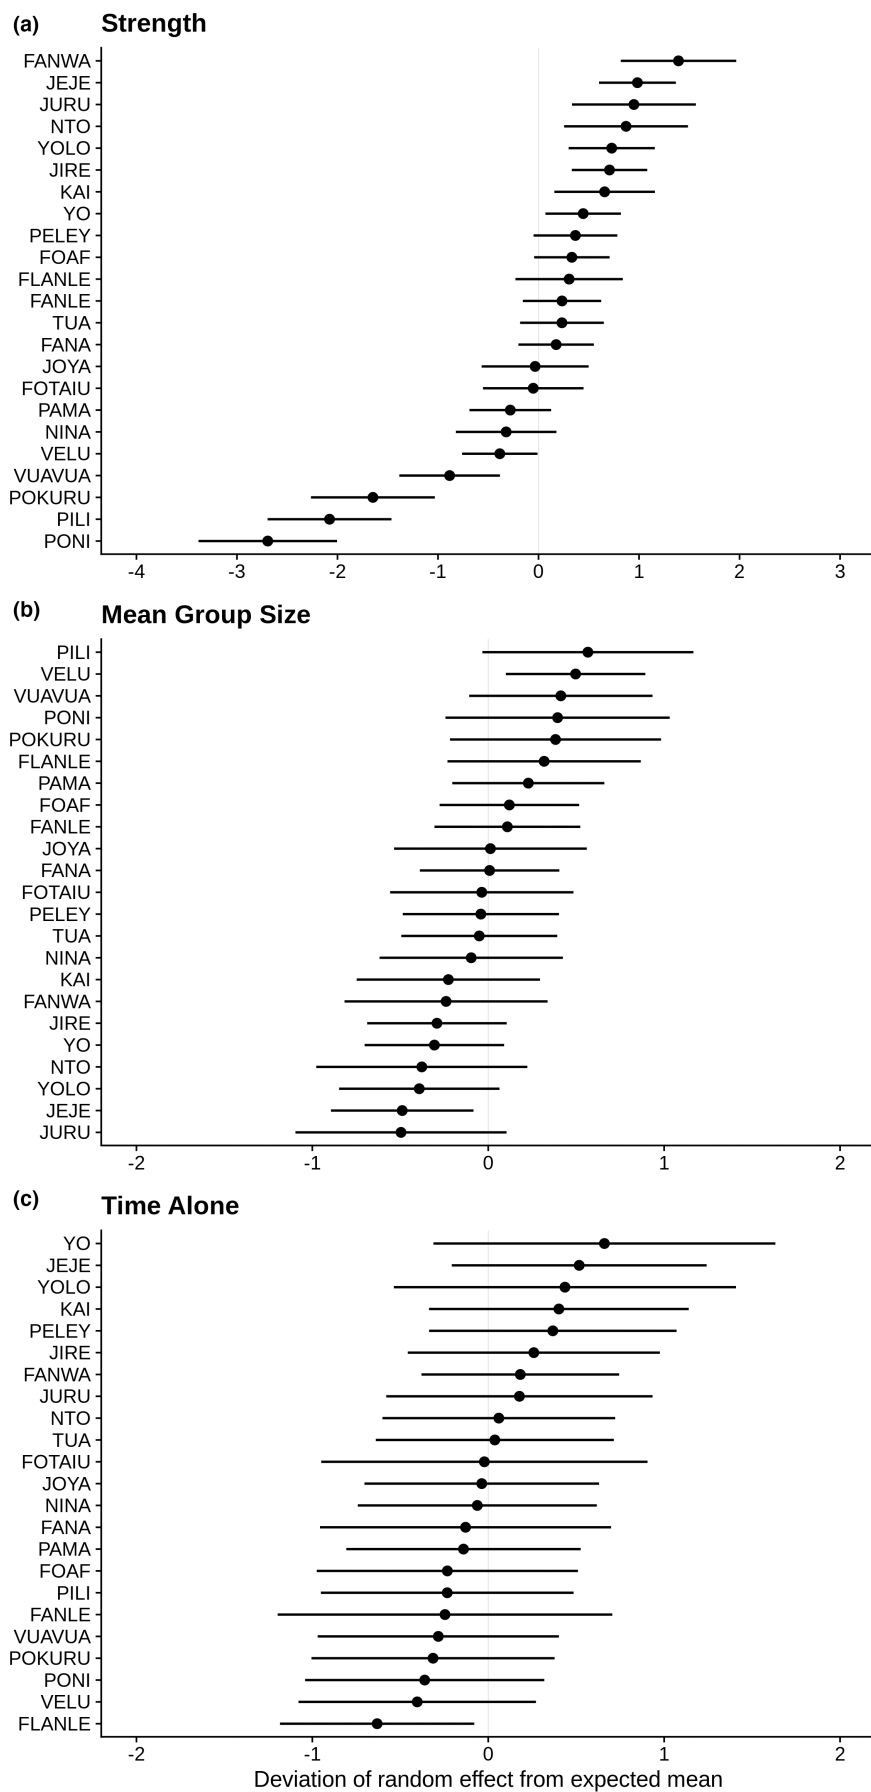 (a) Strength
FANWA
JEJE
JURU
NTO
YOLO
JIRE
KAI
YO
PELEY
FOAF
FLANLE
FANLE
TUA
FANA
JOYA
FOTAIU
PAMA
NINA
VELU
VUAVUA
POKURU
PILI
PONI
-4 -3 -2 -1 0 1 2 3
(b) Mean Group Size
PILI
VELU
VUAVUA
PONI
POKURU
FLANLE
PAMA
FOAF
FANLE
JOYA
FANA
FOTAIU
PELEY
TUA
NINA
KAI
FANWA
JIRE
YO
NTO
YOLO
JEJE
JURU
-2 -1 0 1 2
(c) Time Alone
YO
JEJE
YOLO
KAI
PELEY
JIRE
FANWA
JURU
NTO
TUA
FOTAIU
JOYA
NINA
FANA
PAMA
FOAF
PILI
FANLE
VUAVUA
POKURU
PONI
VELU
FLANLE
-2 -1 0 1 2
Deviation of random effect from expected mean